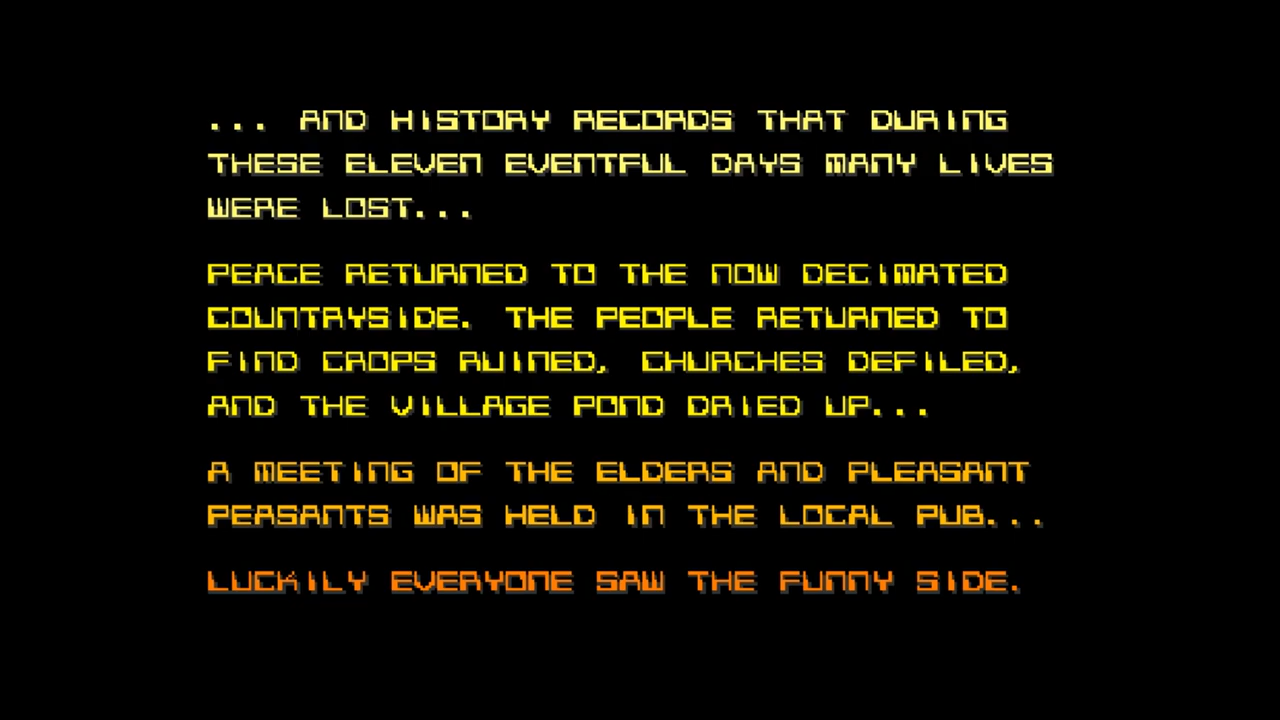 ... AND HISTORY RECORDS THAT DURING
THESE ELEVEN EVENTFUL DAYS MANY LIVES
WERE LOST...
PEACE RETURNED TO THE NOW DECIMATED
COUNTRYSIDE. THE PEOPLE RETURNED TO
FIND CROPS RUINED, CHURCHES DEFILED,
AND THE VILLAGE POND DRIED UP...
A MEETING OF THE ELDERS AND PLEASANT
PEASANTS WAS HELD IN THE LOCAL PUB...
LUCKILY EVERYONE SAW THE FUNNY SIDE.